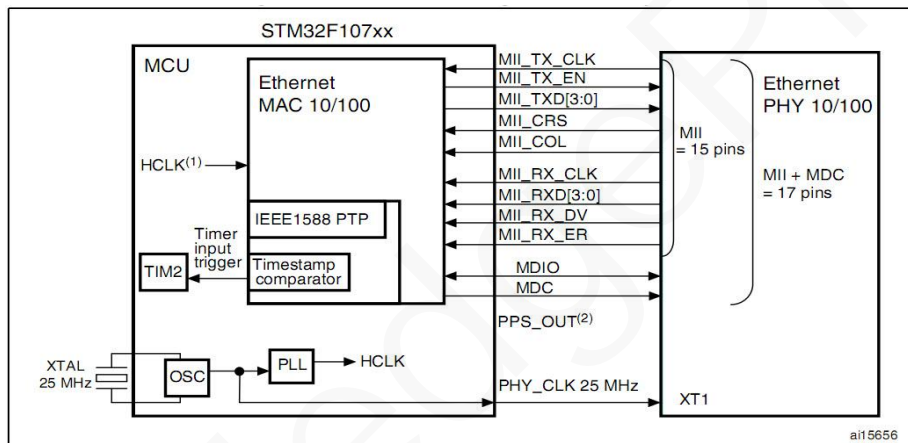 STM32F107xx
MCU
Ethernet
MAC 10/100
HCLK(1)
IEEE1588 PTP
Timer
input
trigger
Timestamp
comparator
TIM2
XTAL
25 MHz
OSC
PLL
HCLK
MII_TX_CLK
MII_TX_EN
MII_TXD[3:0]
MII_CRS
MII_COL
MII_RX_CLK
MII_RXD[3:0]
MII_RX_DV
MII_RX_ER
MDIO
MDC
PPS_OUT(2)
PHY_CLK 25 MHz
Ethernet
PHY 10/100
MII
= 15 pins
MII + MDC
= 17 pins
XT1
ai15656